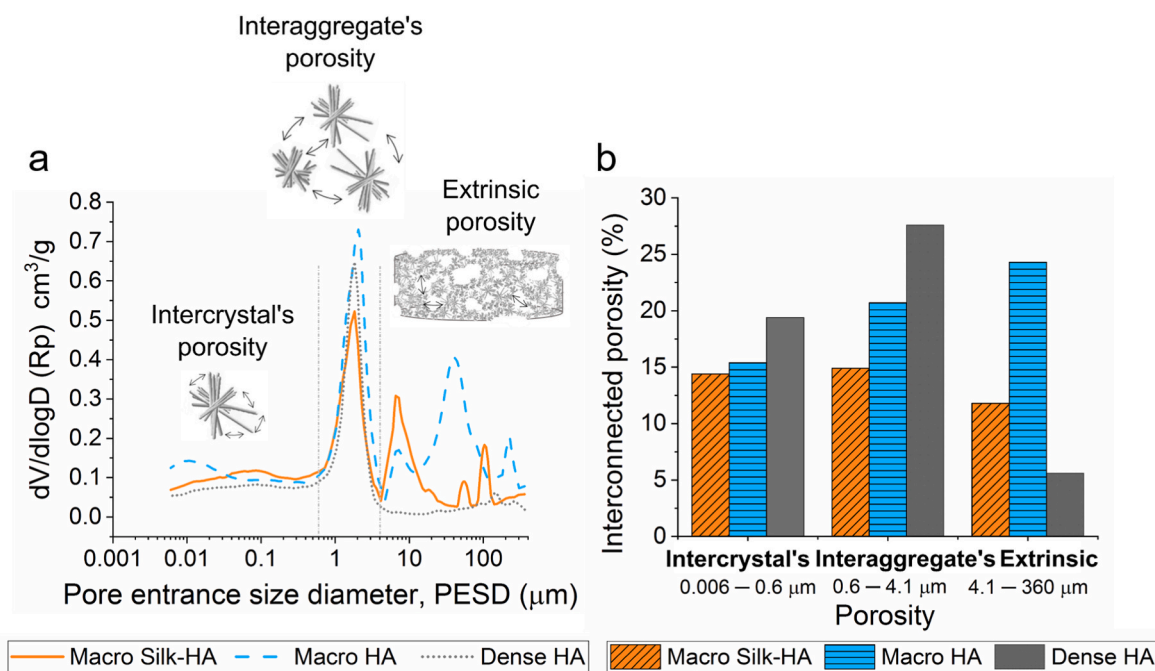 Interaggregate's
porosity
a
b
Extrinsic
porosity
Intercrystal's
porosity
dV/dlogD (Rp) cm³/g
0.8
0.7
0.6
0.5
0.4
0.3
0.2
0.1
0.0
0.001 0.01 0.1 1 10 100
Pore entrance size diameter, PESD (μm)
Macro Silk-HA Macro HA Dense HA
Interconnected porosity (%)
30
25
20
15
10
5
0
Intercrystal's Interaggregate's Extrinsic
0.006 – 0.6 μm 0.6 – 4.1 μm 4.1 – 360 μm
Porosity
Macro Silk-HA Macro HA Dense HA